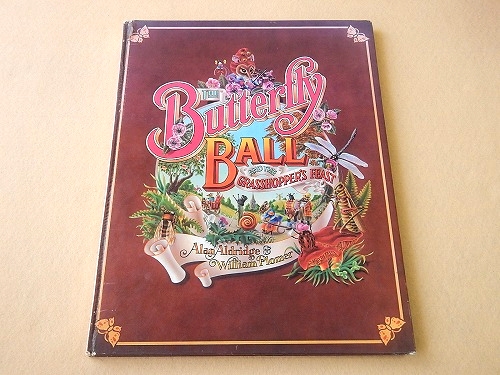 THE
Butterfly
BALL
AND THE
GRASSHOPPER'S FEAST
Alan Aldridge &
William Plomer